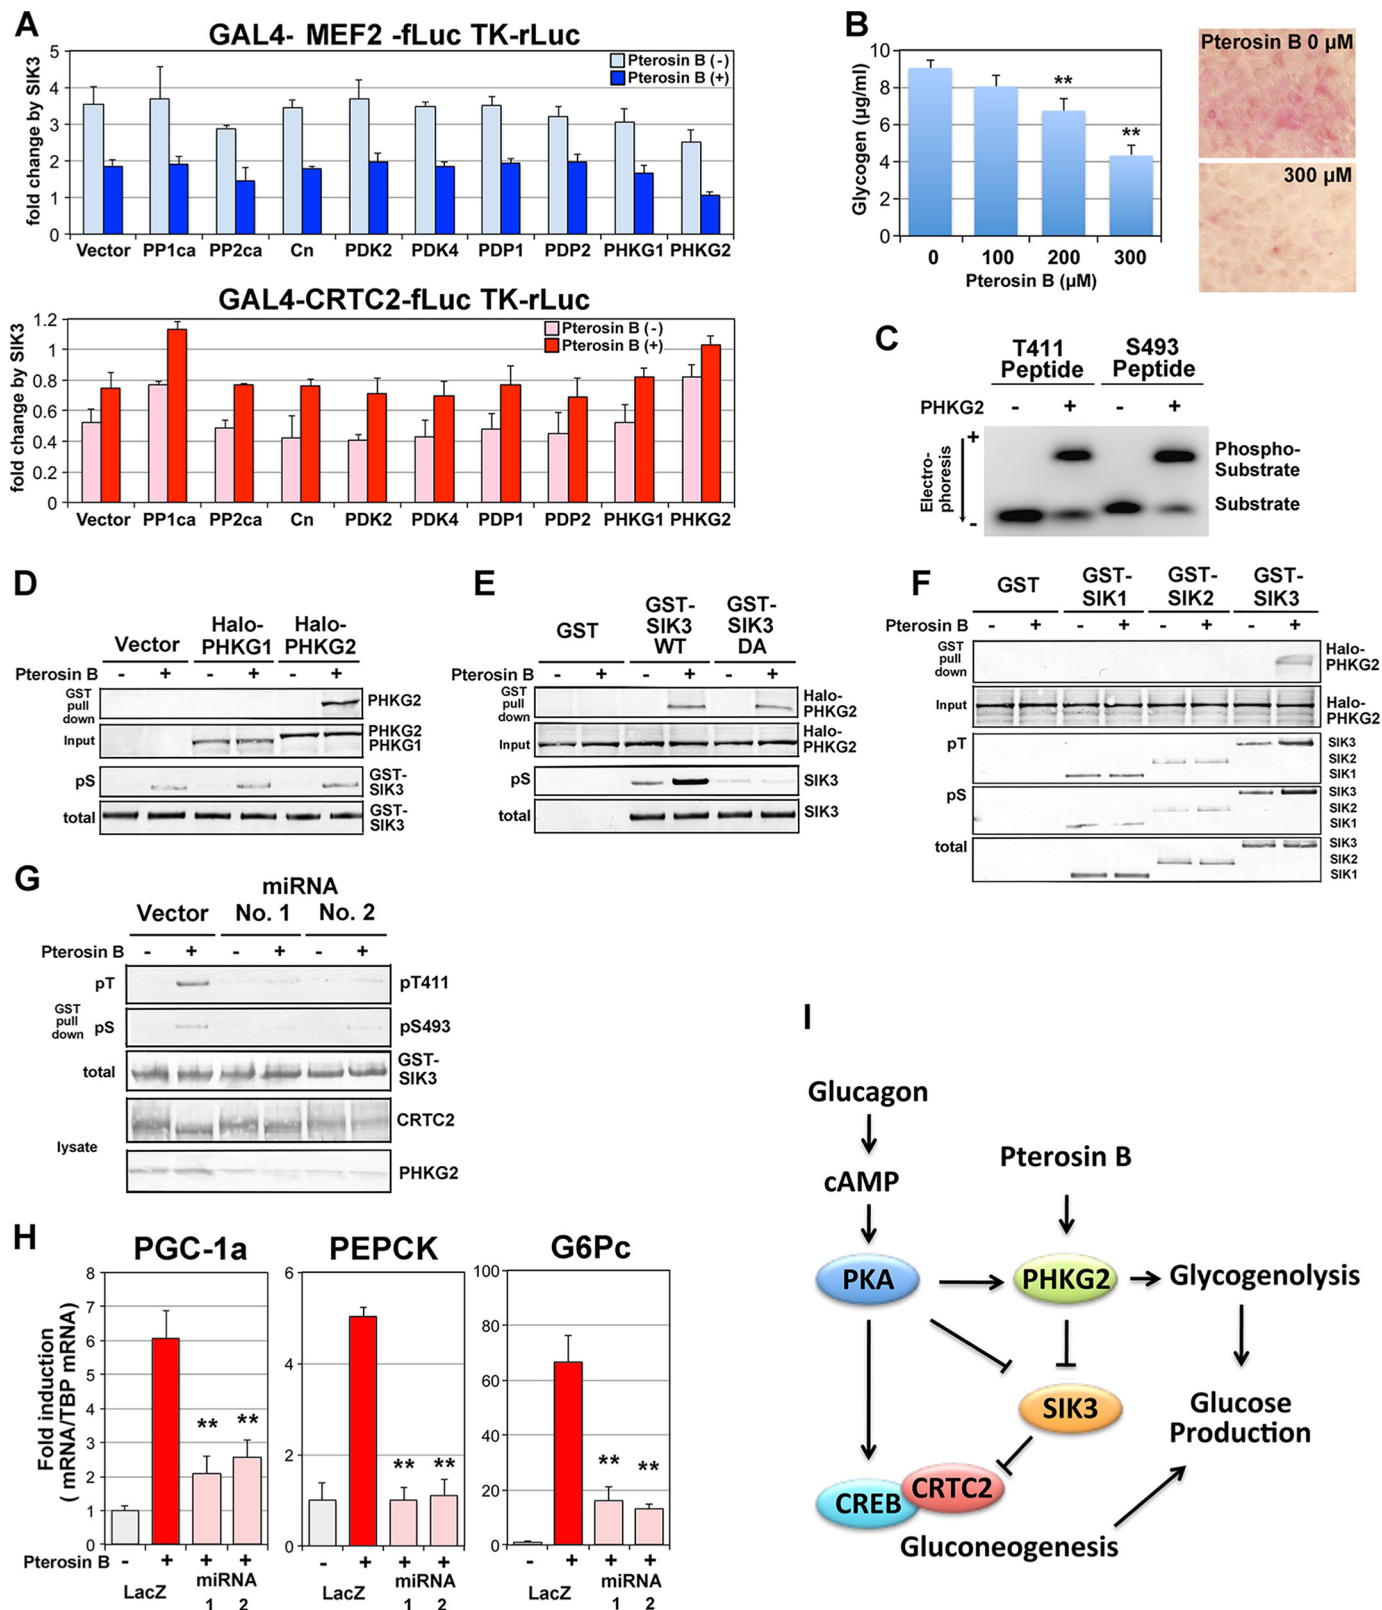 A
GAL4- MEF2 -fLuc TK-rLuc
fold change by SIK3
5
4
3
2
1
0
Pterosin B (-)
Pterosin B (+)
Vector PP1ca PP2ca Cn PDK2 PDK4 PDP1 PDP2 PHKG1 PHKG2
GAL4-CRTC2-fLuc TK-rLuc
fold change by SIK3
1.2
1
0.8
0.6
0.4
0.2
0
Pterosin B (-)
Pterosin B (+)
Vector PP1ca PP2ca Cn PDK2 PDK4 PDP1 PDP2 PHKG1 PHKG2
B
Glycogen (µg/ml)
10
8
6
4
2
0
**
**
0 100 200 300
Pterosin B (µM)
Pterosin B 0 µM
300 µM
C
T411 Peptide
S493 Peptide
PHKG2 - + - +
+
Electro-
phoresis
-
Phospho-
Substrate
Substrate
D
Vector
Halo-
PHKG1
Halo-
PHKG2
Pterosin B - + - + - +
GST
pull
down
PHKG2
Input
PHKG2
PHKG1
pS
GST-
SIK3
total
GST-
SIK3
E
GST
GST-
SIK3
WT
GST-
SIK3
DA
Pterosin B - + - + - +
GST
pull
down
Halo-
PHKG2
Input
Halo-
PHKG2
pS
SIK3
total
SIK3
F
GST
GST-
SIK1
GST-
SIK2
GST-
SIK3
Pterosin B - + - + - + - +
GST
pull
down
Halo-
PHKG2
Input
Halo-
PHKG2
pT
SIK3
SIK2
SIK1
pS
SIK3
SIK2
SIK1
total
SIK3
SIK2
SIK1
G
miRNA
Vector No. 1 No. 2
Pterosin B - + - + - +
GST
pull
down
pT
pT411
pS
pS493
total
GST-
SIK3
lysate
CRTC2
PHKG2
H
Fold induction
( mRNA/TBP mRNA)
PGC-1a
8
7
6
5
4
3
2
1
0
** **
PEPCK
6
4
2
0
** **
G6Pc
100
80
60
40
20
0
** **
Pterosin B - + + + - + + + - + + +
LacZ miRNA LacZ miRNA LacZ miRNA
1 2 1 2 1 2
I
Glucagon
cAMP
Pterosin B
PKA
PHKG2
Glycogenolysis
SIK3
Glucose
Production
CREB
CRTC2
Gluconeogenesis